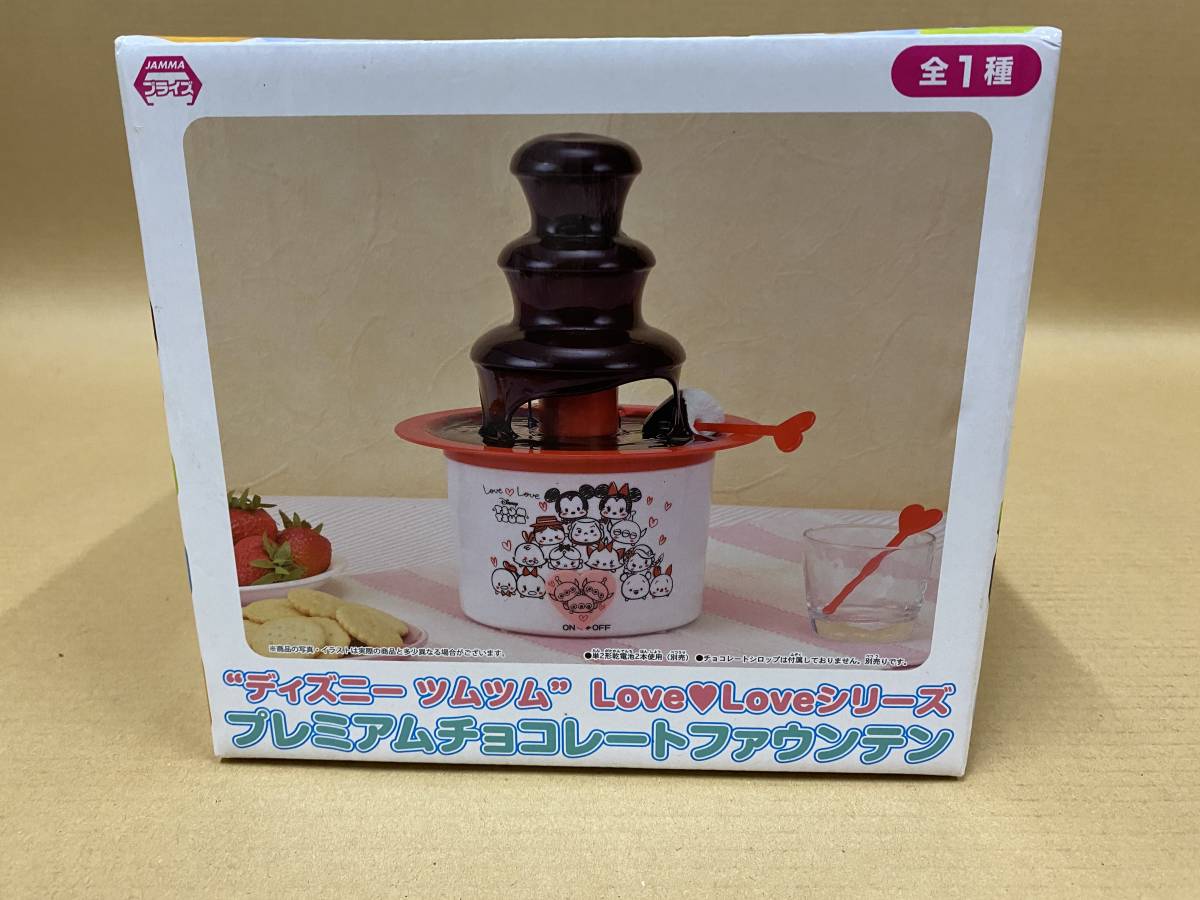 JAMMA
プライズ
全1種
Love♡Love
Disney
TSUM TSUM
ON OFF
※商品の写真・イラストは実際の商品と多少異なる場合がございます。
●単2形乾電池2本使用(別売) ●チョコレートシロップは付属しておりません。別売りです。
“ディズニー ツムツム” Love♥Loveシリーズ
プレミアムチョコレートファウンテン